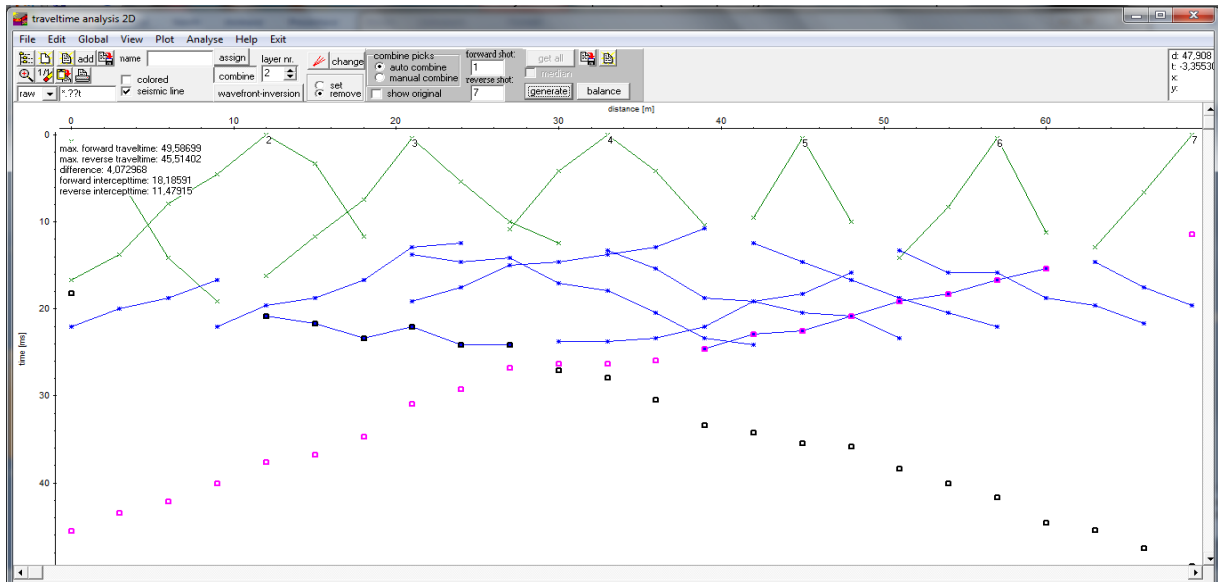 traveltime analysis 2D
File Edit Global View Plot Analyse Help Exit
add name assign layer nr. change combine picks forward shot: get all
auto combine 1
colored combine 2 manual combine reverse shot: median
set
raw *.??t seismic line wavefront-inversion remove show original 7 generate balance
d: 47,908
t: -3,35530
x:
y:
distance [m]
0 10 20 30 40 50 60
0
2 3 4 5 6 7
max. forward traveltime: 49,58699
max. reverse traveltime: 45,51402
difference: 4,072968
forward intercepttime: 18,18591
reverse intercepttime: 11,47915
10
20
time [ms]
30
40